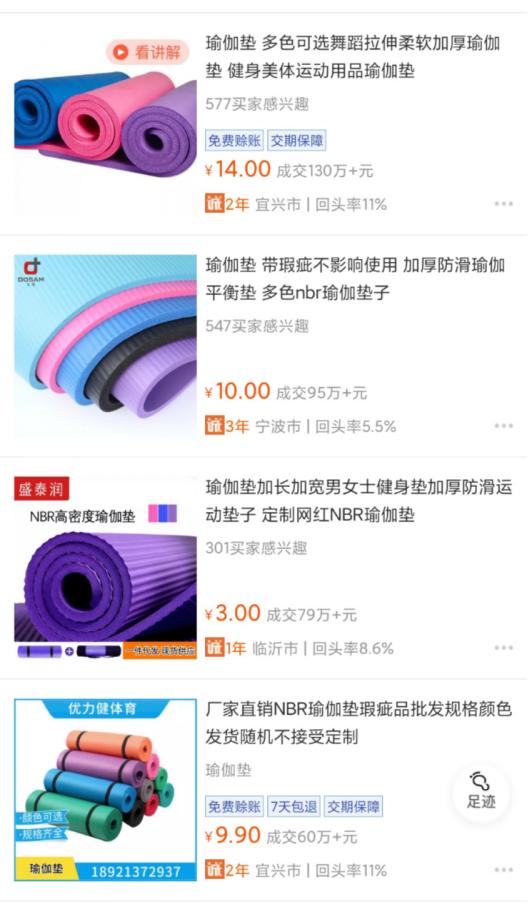 看讲解
瑜伽垫 多色可选舞蹈拉伸柔软加厚瑜伽
垫 健身美体运动用品瑜伽垫
577买家感兴趣
免费赊账 交期保障
¥14.00 成交130万+元
诚2年 宜兴市 | 回头率11%
DOSAM
瑜伽垫 带瑕疵不影响使用 加厚防滑瑜伽
平衡垫 多色nbr瑜伽垫子
547买家感兴趣
¥10.00 成交95万+元
诚3年 宁波市 | 回头率5.5%
盛泰润
NBR高密度瑜伽垫
一件代发 现货供应
瑜伽垫加长加宽男女士健身垫加厚防滑运
动垫子 定制网红NBR瑜伽垫
301买家感兴趣
¥3.00 成交79万+元
诚1年 临沂市 | 回头率8.6%
优力健体育
·颜色可选
·规格齐全
瑜伽垫 18921372937
厂家直销NBR瑜伽垫瑕疵品批发规格颜色
发货随机不接受定制
瑜伽垫
免费赊账 7天包退 交期保障
¥9.90 成交60万+元
诚2年 宜兴市 | 回头率11%
足迹